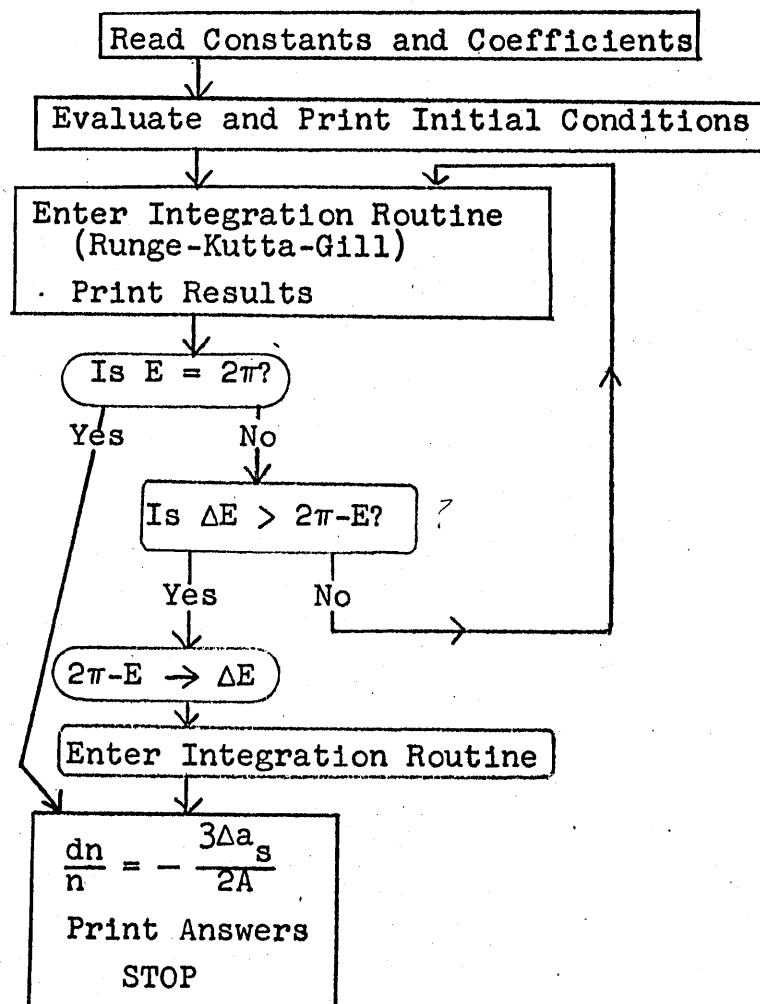 Read Constants and Coefficients
Evaluate and Print Initial Conditions
Enter Integration Routine
(Runge-Kutta-Gill)
Print Results
Is E = 2π?
Yes
No
Is ΔE > 2π-E?
?
Yes
No
2π-E → ΔE
Enter Integration Routine
dn/n = - 3Δa_s/2A
Print Answers
STOP